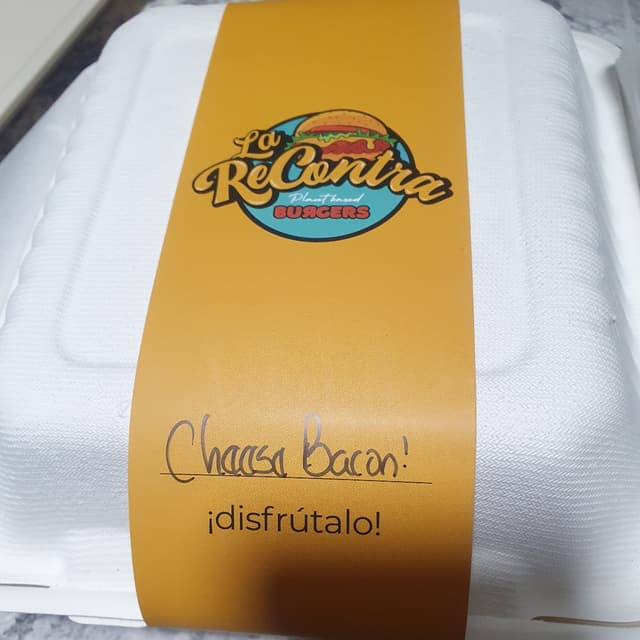 La
ReContra
Plant based
BURGERS
Cheese Bacon!
¡disfrútalo!